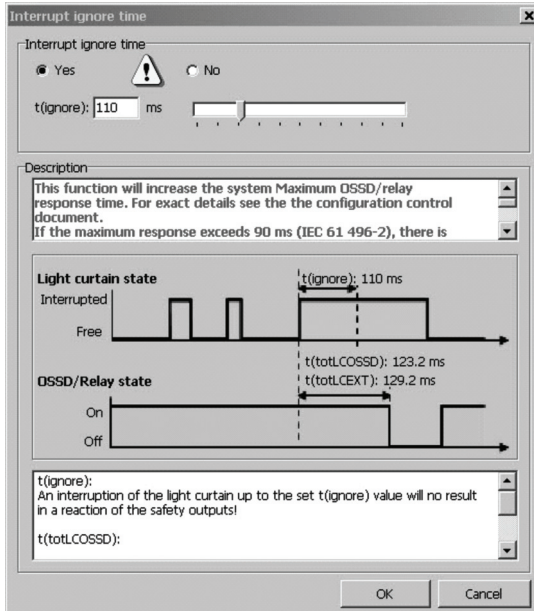 Interrupt ignore time
Interrupt ignore time
Yes
No
t(ignore): 110 ms
Description
This function will increase the system Maximum OSSD/relay
response time. For exact details see the the configuration control
document.
If the maximum response exceeds 90 ms (IEC 61 496-2), there is
Light curtain state
t(ignore): 110 ms
Interrupted
Free
t(totLCOSSD): 123.2 ms
OSSD/Relay state
t(totLCEXT): 129.2 ms
On
Off
t(ignore):
An interruption of the light curtain up to the set t(ignore) value will no result
in a reaction of the safety outputs!
t(totLCOSSD):
OK
Cancel